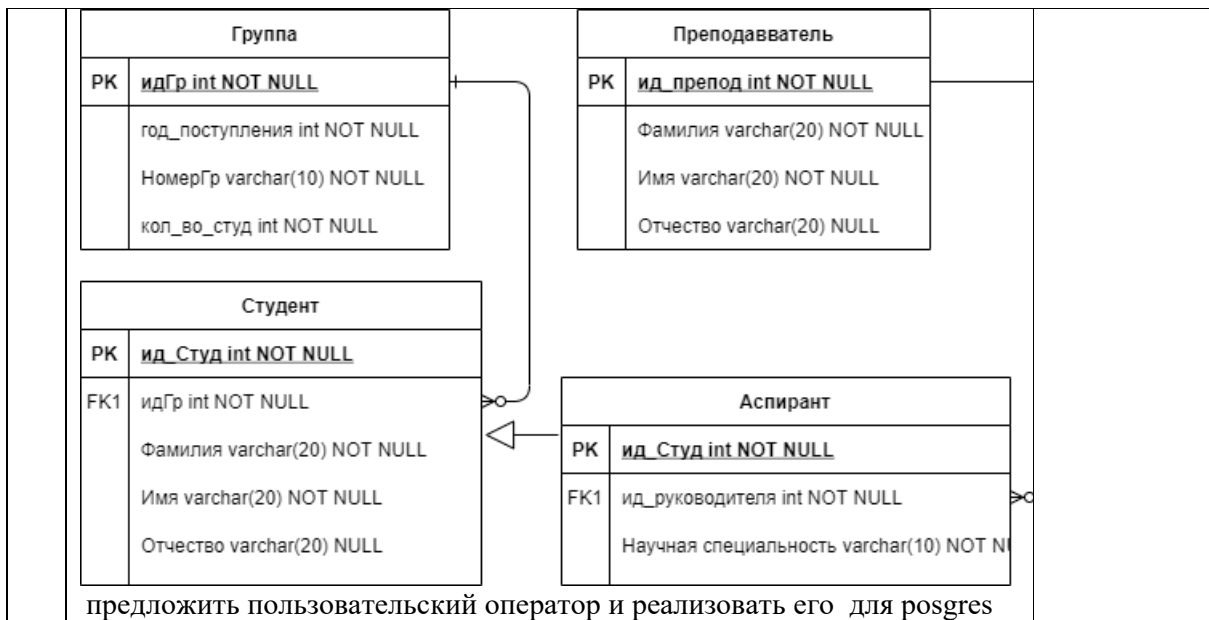 Группа
PK идГр int NOT NULL
год_поступления int NOT NULL
НомерГр varchar(10) NOT NULL
кол_во_студ int NOT NULL
Преподавватель
PK ид_препод int NOT NULL
Фамилия varchar(20) NOT NULL
Имя varchar(20) NOT NULL
Отчество varchar(20) NULL
Студент
PK ид_Студ int NOT NULL
FK1 идГр int NOT NULL
Фамилия varchar(20) NOT NULL
Имя varchar(20) NOT NULL
Отчество varchar(20) NULL
Аспирант
PK ид_Студ int NOT NULL
FK1 ид_руководителя int NOT NULL
Научная специальность varchar(10) NOT
предложить пользовательский оператор и реализовать его для posgres